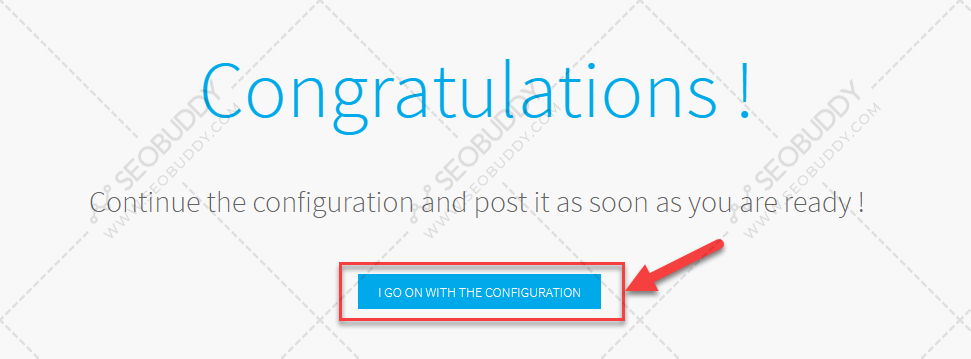 Congratulations !
Continue the configuration and post it as soon as you are ready !
I GO ON WITH THE CONFIGURATION
SEOBUDDY
WWW.SEOBUDDY.COM
SEOBUDDY
WWW.SEOBUDDY.COM
SEOBUDDY
WWW.SEOBUDDY.COM